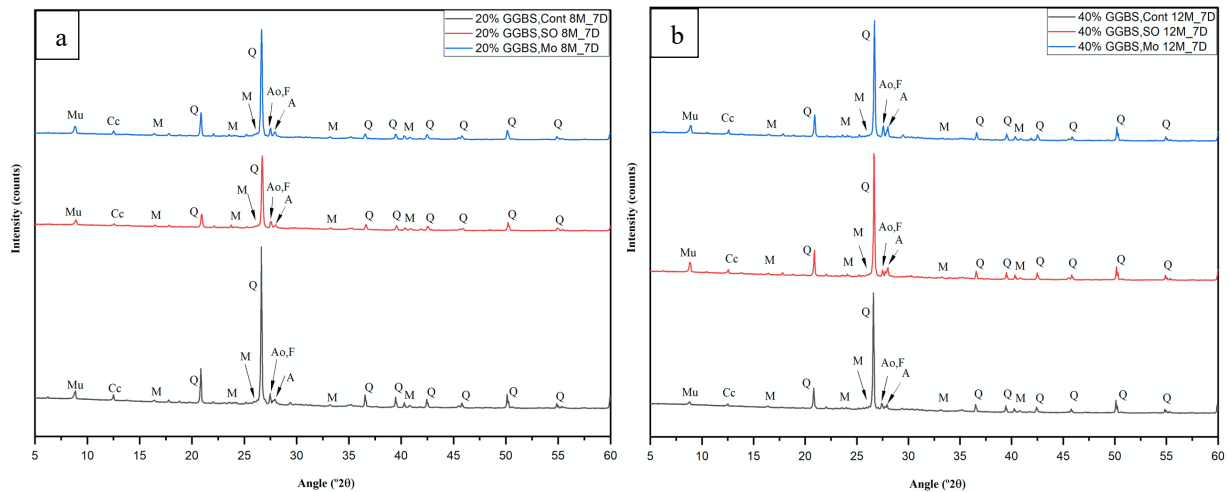 a
20% GGBS,Cont 8M_7D
20% GGBS,SO 8M_7D
20% GGBS,Mo 8M_7D
Q
Ao,F
M
A
Mu
Cc
M
Q
M
M
Q
Q
M
Q
Q
Q
Q
Q
Ao,F
M
A
Mu
Cc
M
Q
M
M
Q
Q
M
Q
Q
Q
Q
Q
Ao,F
M
A
Mu
Cc
M
Q
M
M
Q
Q
M
Q
Q
Q
Q
Intensity (counts)
5 10 15 20 25 30 35 40 45 50 55 60
Angle (º2θ)
b
40% GGBS,Cont 12M_7D
40% GGBS,SO 12M_7D
40% GGBS,Mo 12M_7D
Q
Ao,F
M
A
Mu
Cc
M
Q
M
M
Q
Q
M
Q
Q
Q
Q
Q
Ao,F
M
A
Mu
Cc
M
Q
M
M
Q
Q
M
Q
Q
Q
Q
Q
Ao,F
M
A
Mu
Cc
M
Q
M
M
Q
Q
M
Q
Q
Q
Q
Intensity (counts)
5 10 15 20 25 30 35 40 45 50 55 60
Angle (º2θ)